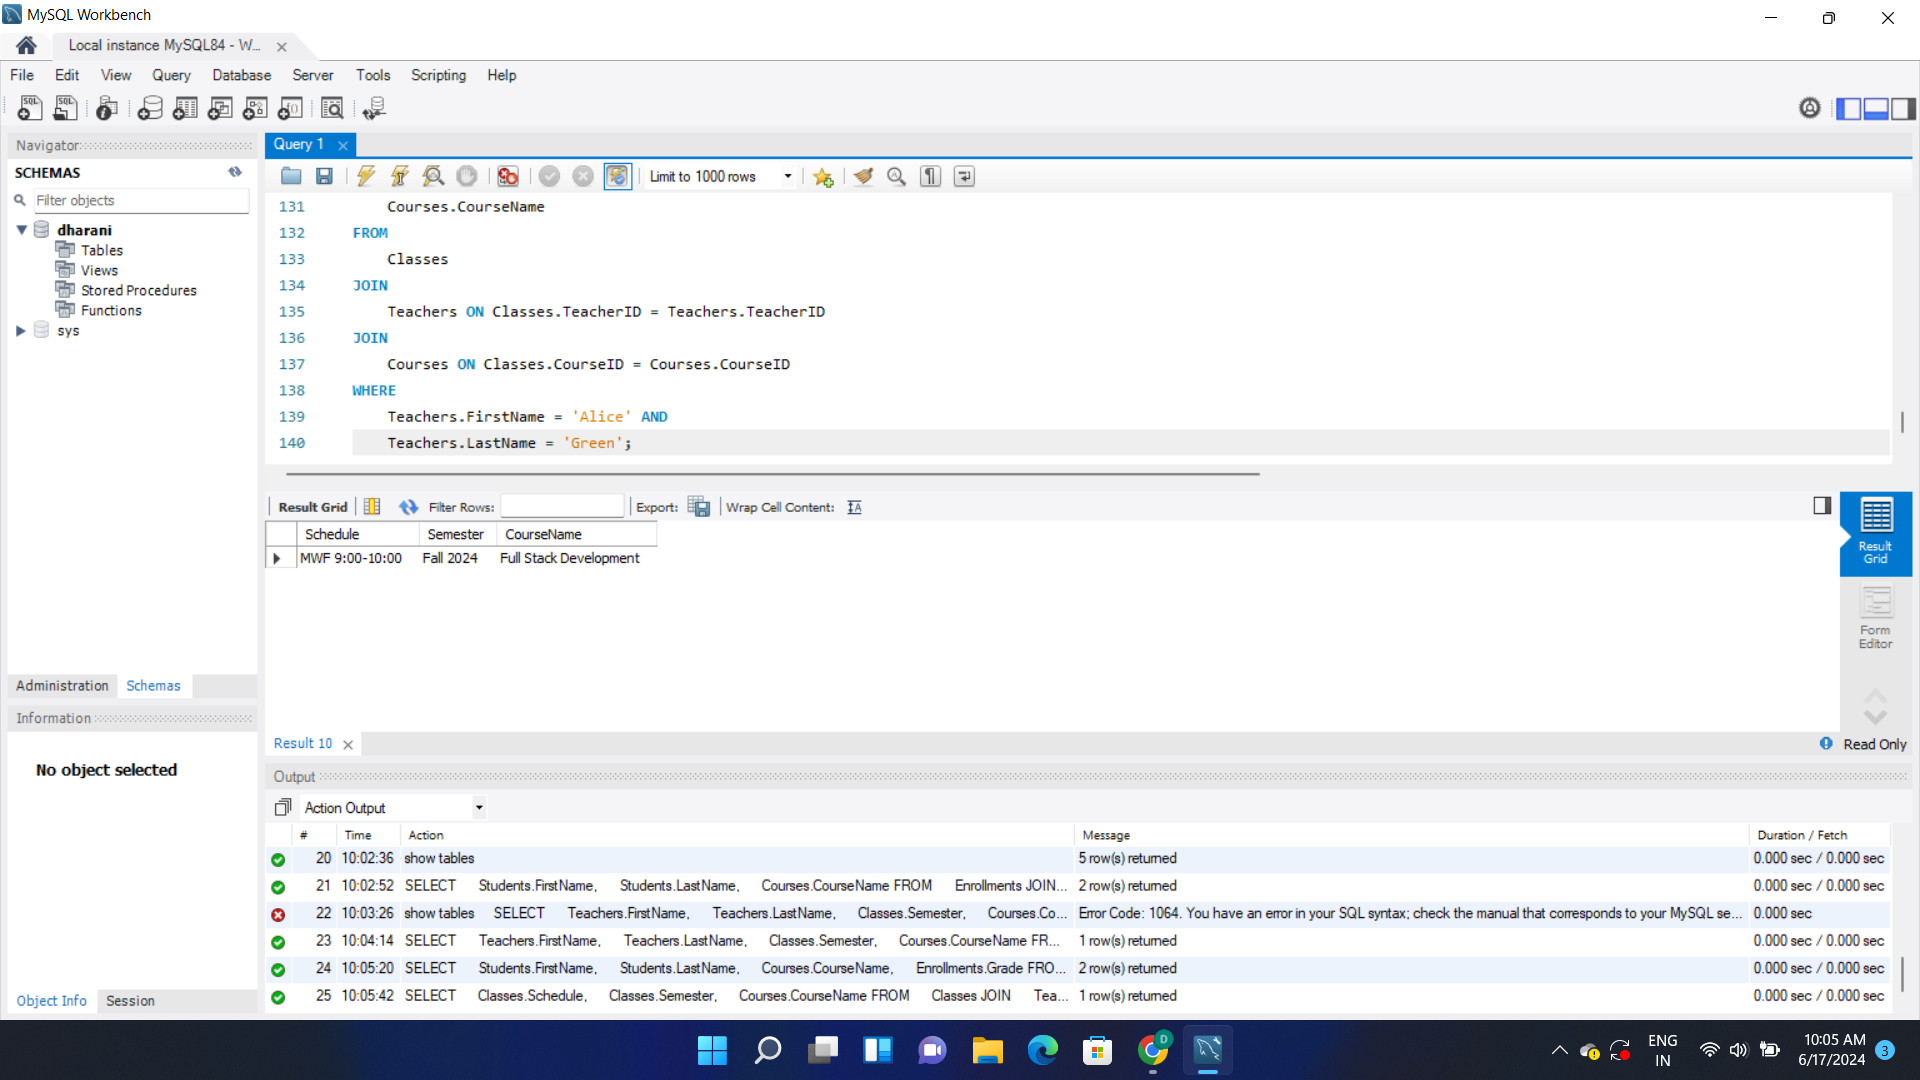 MySQL Workbench
Local instance MySQL84 - W...
File Edit View Query Database Server Tools Scripting Help
Navigator
SCHEMAS
Filter objects
dharani
Tables
Views
Stored Procedures
Functions
sys
Administration Schemas
Information
No object selected
Object Info Session
Query 1
Limit to 1000 rows
131 Courses.CourseName
132 FROM
133 Classes
134 JOIN
135 Teachers ON Classes.TeacherID = Teachers.TeacherID
136 JOIN
137 Courses ON Classes.CourseID = Courses.CourseID
138 WHERE
139 Teachers.FirstName = 'Alice' AND
140 Teachers.LastName = 'Green';
Result Grid Filter Rows: Export: Wrap Cell Content:
Schedule Semester CourseName
MWF 9:00-10:00 Fall 2024 Full Stack Development
Result Grid
Form Editor
Result 10
Read Only
Output
Action Output
# Time Action Message Duration / Fetch
20 10:02:36 show tables 5 row(s) returned 0.000 sec / 0.000 sec
21 10:02:52 SELECT Students.FirstName, Students.LastName, Courses.CourseName FROM Enrollments JOIN... 2 row(s) returned 0.000 sec / 0.000 sec
22 10:03:26 show tables SELECT Teachers.FirstName, Teachers.LastName, Classes.Semester, Courses.Co... Error Code: 1064. You have an error in your SQL syntax; check the manual that corresponds to your MySQL se... 0.000 sec
23 10:04:14 SELECT Teachers.FirstName, Teachers.LastName, Classes.Semester, Courses.CourseName FR... 1 row(s) returned 0.000 sec / 0.000 sec
24 10:05:20 SELECT Students.FirstName, Students.LastName, Courses.CourseName, Enrollments.Grade FRO... 2 row(s) returned 0.000 sec / 0.000 sec
25 10:05:42 SELECT Classes.Schedule, Classes.Semester, Courses.CourseName FROM Classes JOIN Tea... 1 row(s) returned 0.000 sec / 0.000 sec
D
ENG
IN
10:05 AM
6/17/2024
3